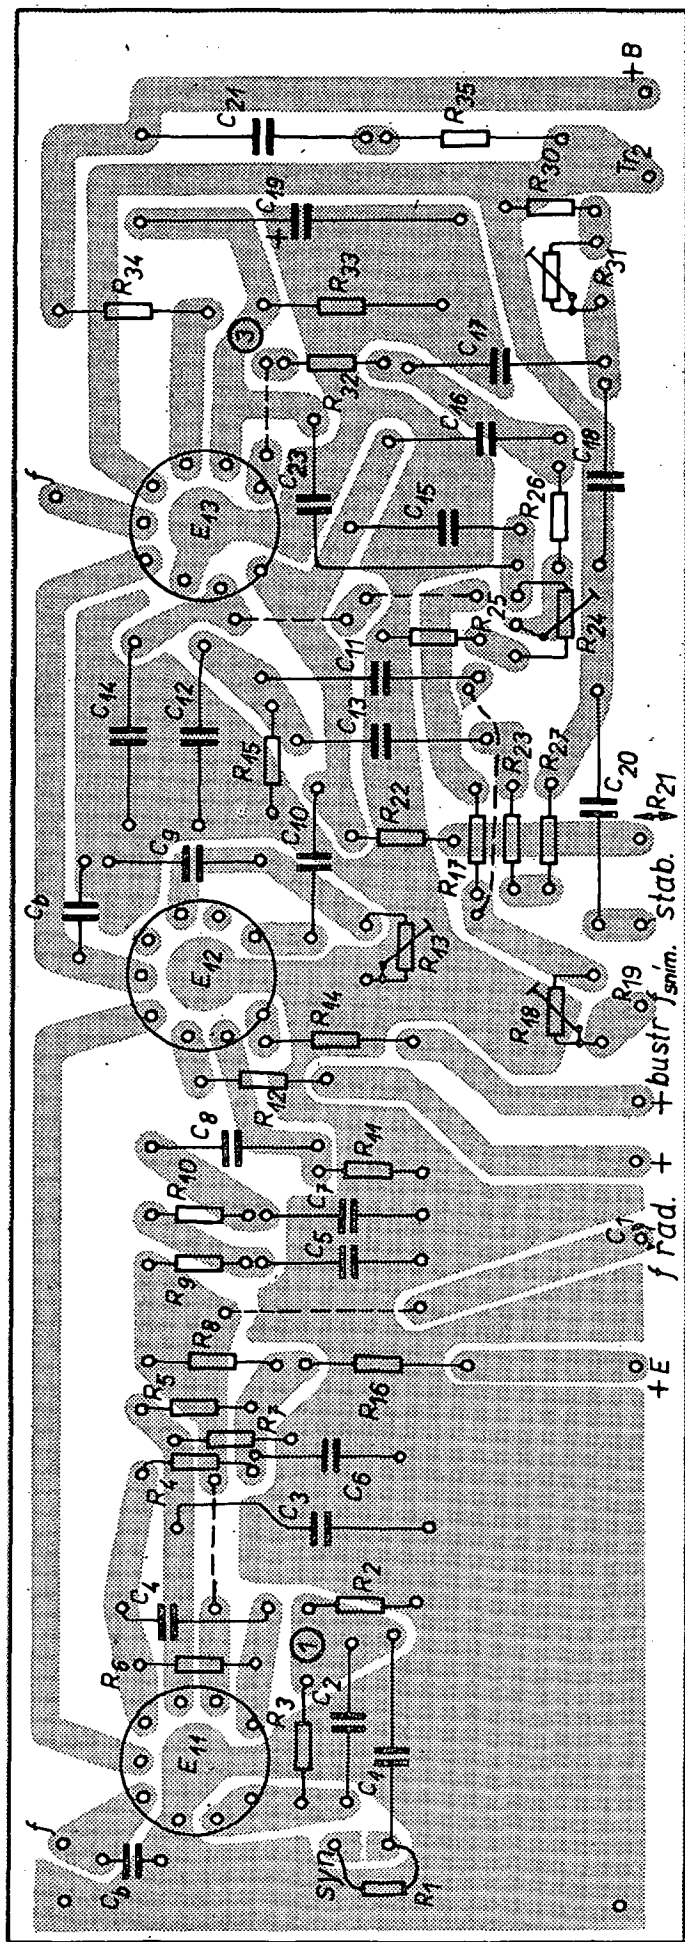 +B
C21
R35
Tr2
R30
+
C19
R31
R34
R33
3
C17
R32
f
C16
C18
C23
E13
C15
R26
R25
R24
C11
C14
C12
C13
R15
R23
R27
C20
C10
R22
R21
C9
R17
Cb
stab.
E12
R13
f snim.
R19
R14
R18
R12
+ bustr
C8
R11
+
R10
C7
C5
C1
f rad.
R9
R8
R16
+E
R5
R7
R4
C6
C3
C4
R2
R6
1
C2
R3
E11
C1
f
syn.
Cb
R1